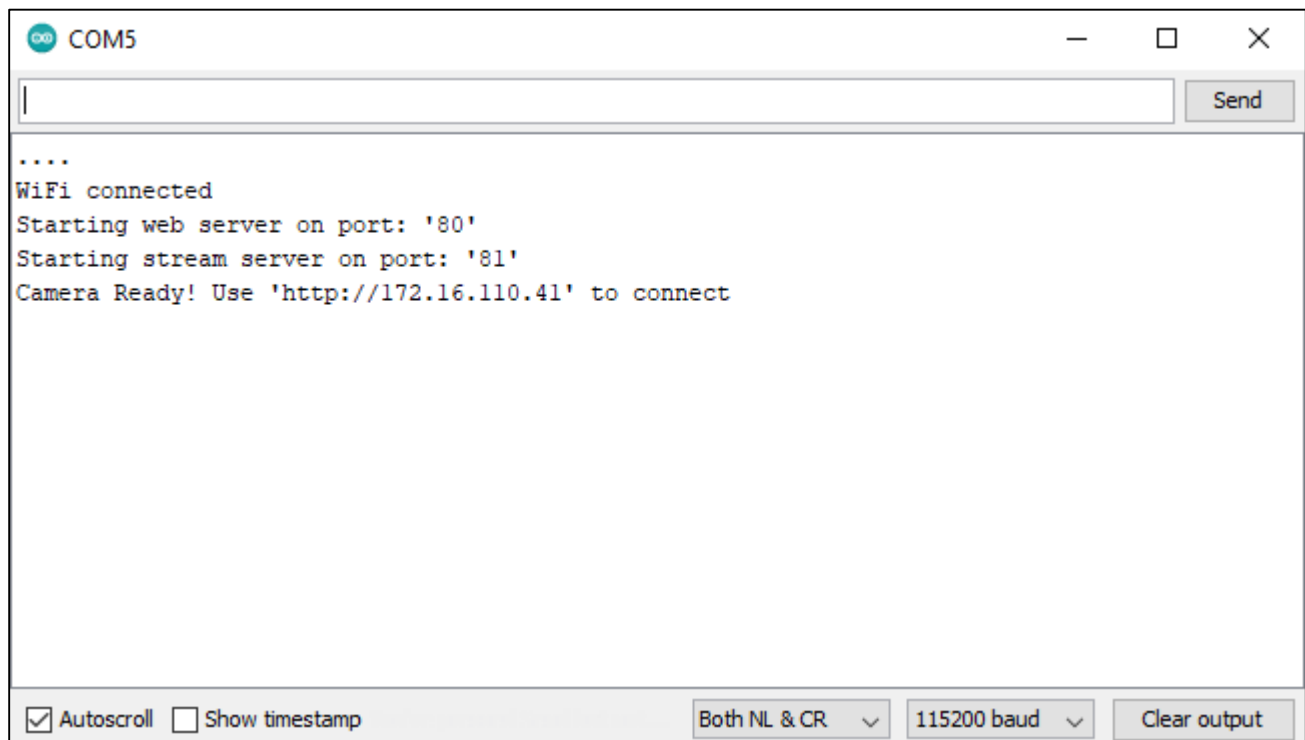 COM5
Send
....
WiFi connected
Starting web server on port: '80'
Starting stream server on port: '81'
Camera Ready! Use 'http://172.16.110.41' to connect
Autoscroll Show timestamp Both NL & CR 115200 baud Clear output